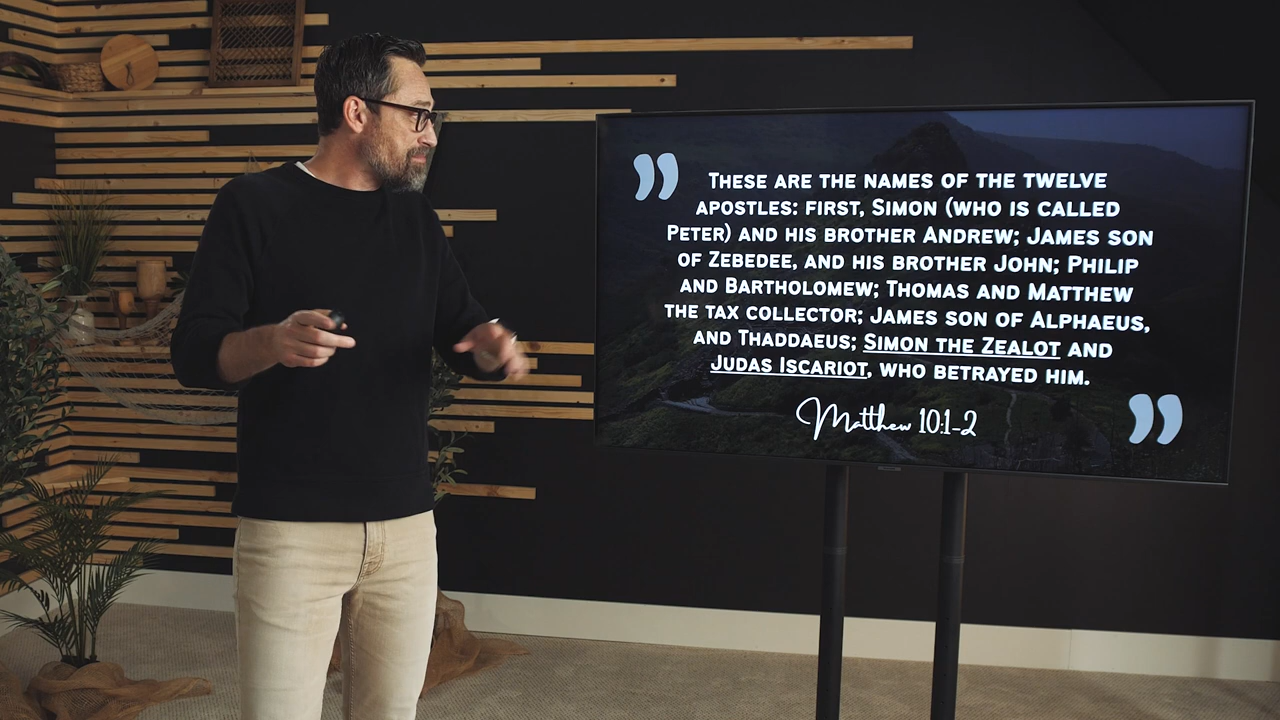 THESE ARE THE NAMES OF THE TWELVE
APOSTLES: FIRST, SIMON (WHO IS CALLED
PETER) AND HIS BROTHER ANDREW; JAMES SON
OF ZEBEDEE, AND HIS BROTHER JOHN; PHILIP
AND BARTHOLOMEW; THOMAS AND MATTHEW
THE TAX COLLECTOR; JAMES SON OF ALPHAEUS,
AND THADDAEUS; SIMON THE ZEALOT AND
JUDAS ISCARIOT, WHO BETRAYED HIM.
Matthew 10:1-2